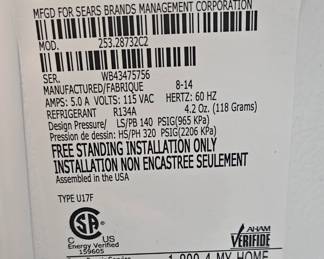 MFGD FOR SEARS BRANDS MANAGEMENT CORPORATION
MOD. 253.28732C2
SER. WB43475756
MANUFACTURED/FABRIQUE 8-14
AMPS: 5.0 A VOLTS: 115 VAC HERTZ: 60 HZ
REFRIGERANT R134A 4.2 Oz. (118 Grams)
Design Pressure/ LS/PB 140 PSIG(965 KPa)
Pression de dessin: HS/PH 320 PSIG(2206 KPa)
FREE STANDING INSTALLATION ONLY
INSTALLATION NON ENCASTREE SEULEMENT
Assembled in the USA
TYPE U17F
SA
C US
Energy Verified
159605
AHAM
VERIFIDE
1-800-4-MY-HOME